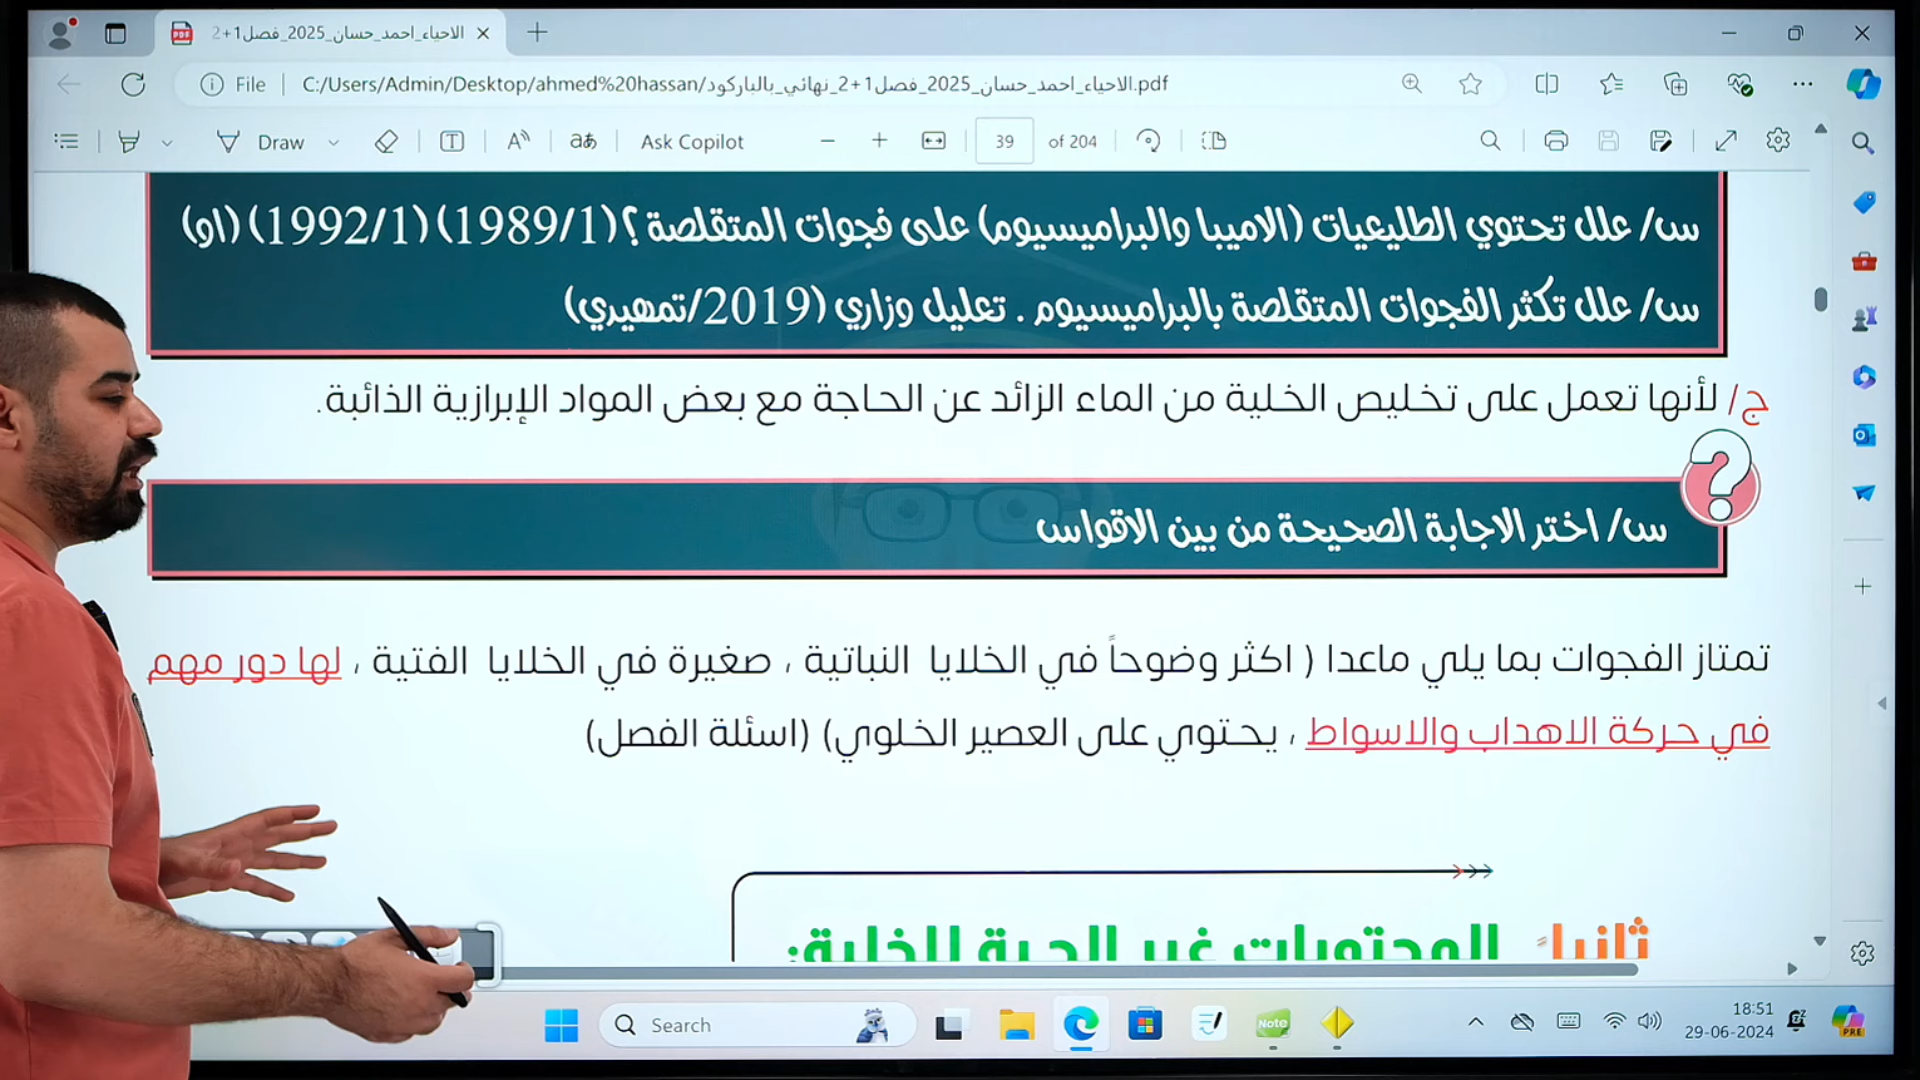 الاحياء_احمد_حسان_2025_فصل1+2
File
C:/Users/Admin/Desktop/ahmed%20hassan/الاحياء_احمد_حسان_2025_فصل1+2_نهائي_بالباركود.pdf
Draw
Ask Copilot
39
of 204
س/ علل تحتوي الطليعيات (الاميبا والبراميسيوم) على فجوات المتقلصة ؟ (1989/1) (1992/1) (او)
س/ علل تكثر الفجوات المتقلصة بالبراميسيوم . تعليل وزاري (2019/تمهيدي)
ج/ لأنها تعمل على تخليص الخلية من الماء الزائد عن الحاجة مع بعض المواد الإبرازية الذائبة.
?
س/ اختر الاجابة الصحيحة من بين الاقواس
تمتاز الفجوات بما يلي ماعدا ( اكثر وضوحاً في الخلايا النباتية ، صغيرة في الخلايا الفتية ، لها دور مهم
في حركة الاهداب والاسواط ، يحتوي على العصير الخلوي) (اسئلة الفصل)
ثانياً- المحتويات غير الحية للخلية:
Search
Note
18:51
29-06-2024
PRE